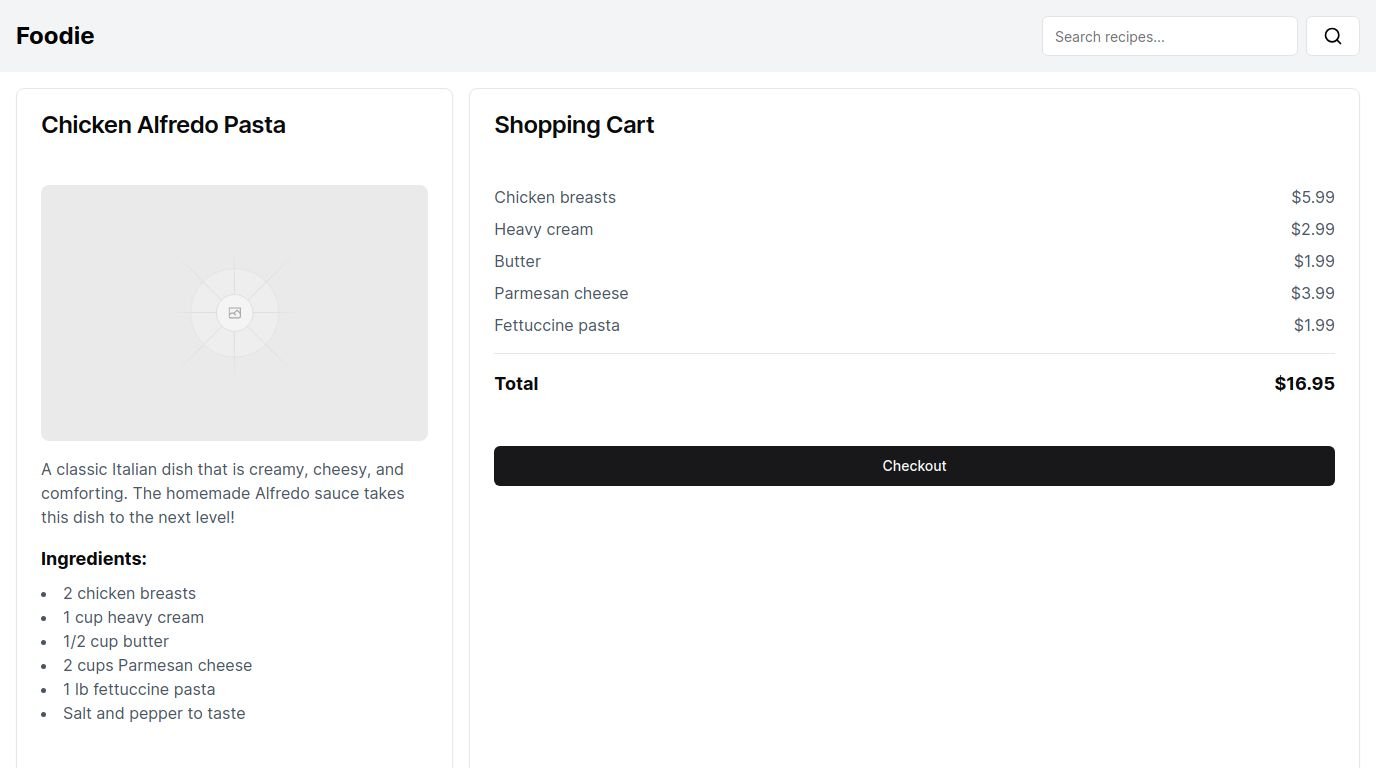 Foodie
Search recipes...
Chicken Alfredo Pasta
A classic Italian dish that is creamy, cheesy, and
comforting. The homemade Alfredo sauce takes
this dish to the next level!
Ingredients:
2 chicken breasts
1 cup heavy cream
1/2 cup butter
2 cups Parmesan cheese
1 lb fettuccine pasta
Salt and pepper to taste
Shopping Cart
Chicken breasts $5.99
Heavy cream $2.99
Butter $1.99
Parmesan cheese $3.99
Fettuccine pasta $1.99
Total $16.95
Checkout